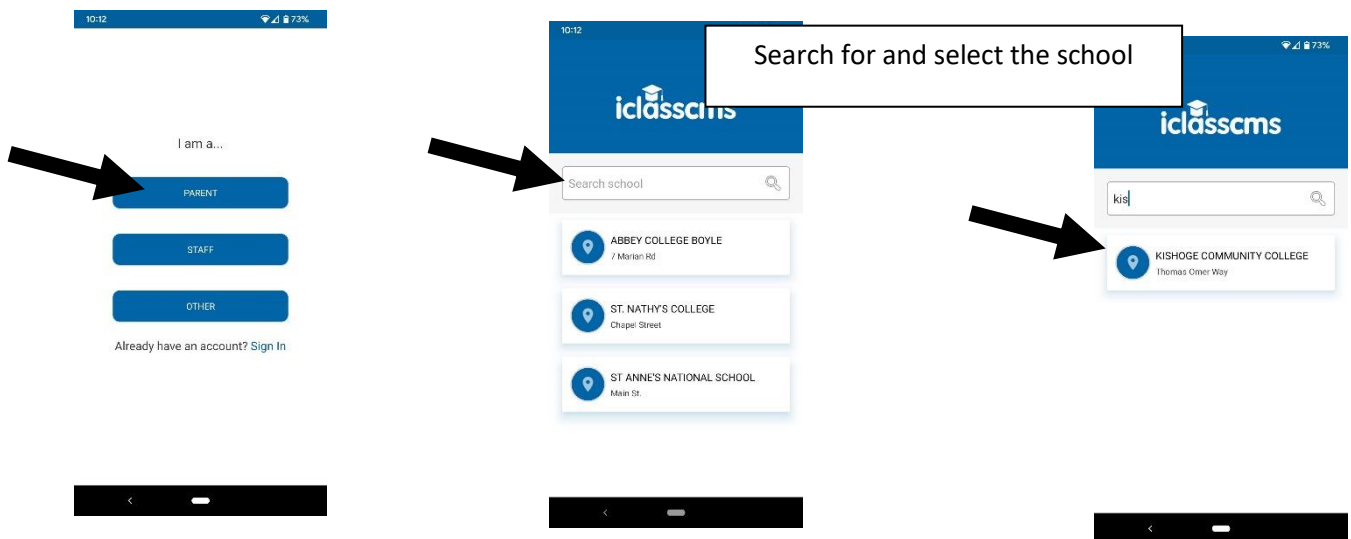 10:12
73%
I am a...
PARENT
STAFF
OTHER
Already have an account? Sign In
10:12
Search for and select the school
iclasscms
Search school
ABBEY COLLEGE BOYLE
7 Marian Rd
ST. NATHY'S COLLEGE
Chapel Street
ST ANNE'S NATIONAL SCHOOL
Main St.
73%
iclasscms
kis
KISHOGE COMMUNITY COLLEGE
Thomas Omer Way